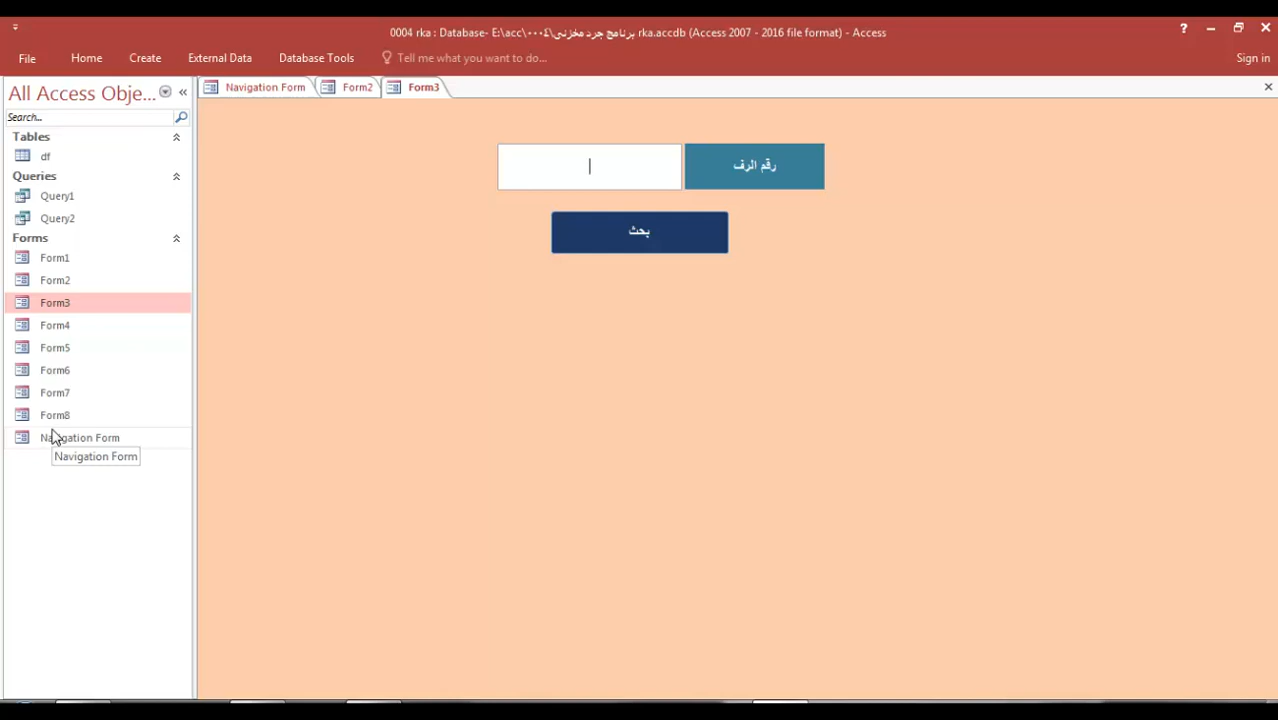 0004 rka : Database- E:\acc\٠٠٠٤\برنامج جرد مخزنى rka.accdb (Access 2007 - 2016 file format) - Access
File Home Create External Data Database Tools Tell me what you want to do... Sign in
All Access Obje...
Navigation Form Form2 Form3
Search...
Tables
df
Queries
Query1
Query2
Forms
Form1
Form2
Form3
Form4
Form5
Form6
Form7
Form8
Navigation Form
Navigation Form
رقم الرف
بحث